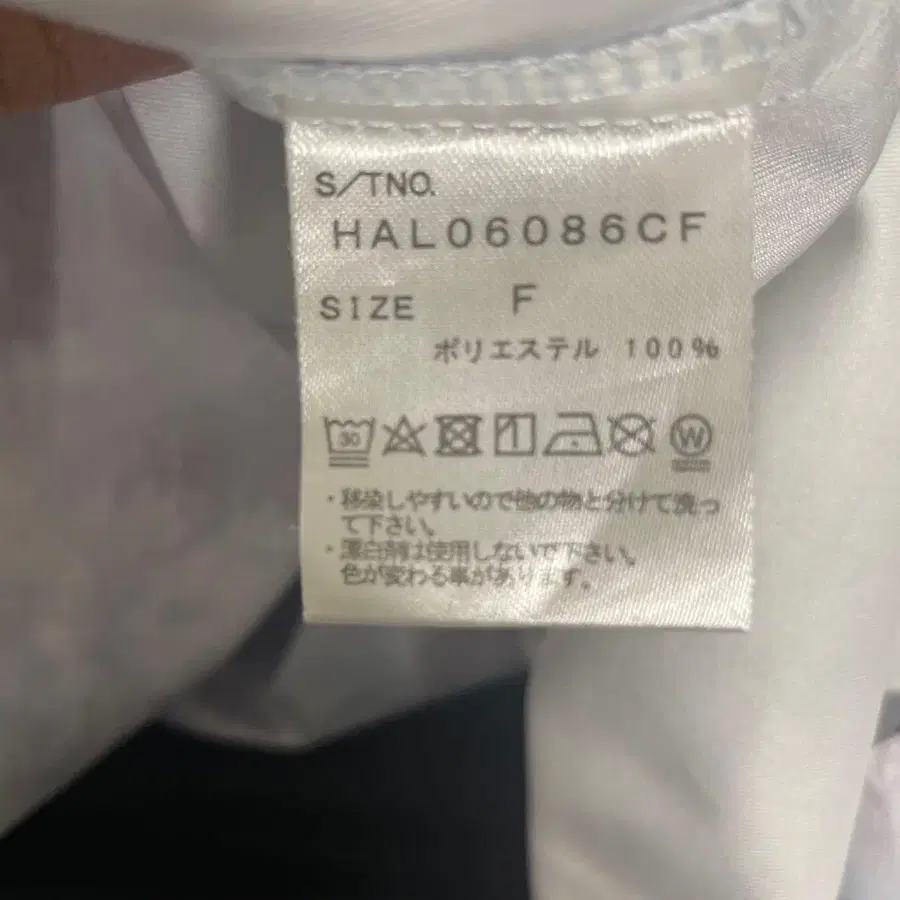 S/TNO.
HAL06086CF
SIZE F
ポリエステル 100%
30 1 W
・移染しやすいので他の物と分けて洗っ
て下さい。
・漂白剤は使用しないで下さい。
色が変わる事があります。